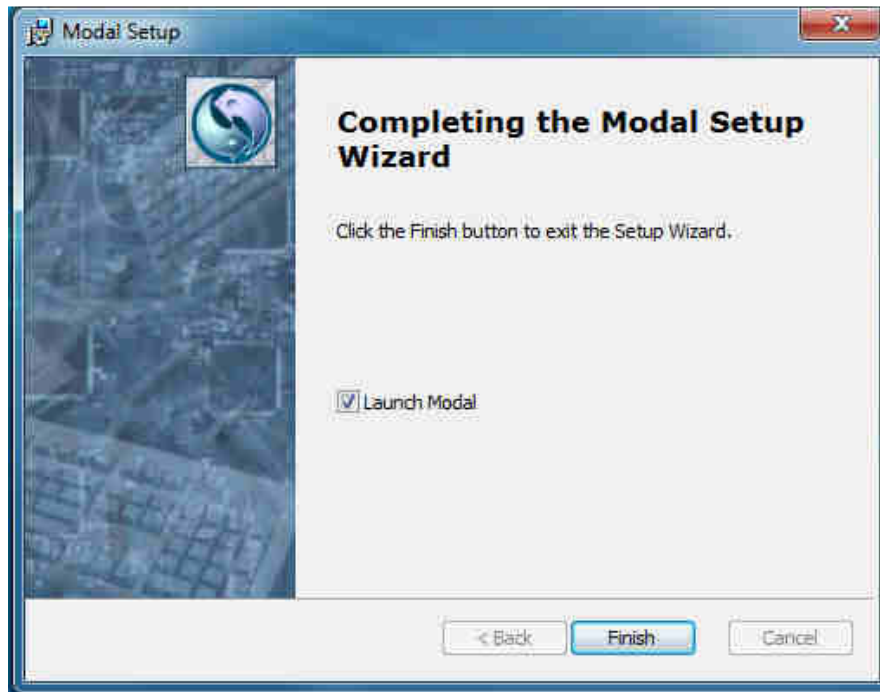 Modal Setup
Completing the Modal Setup
Wizard
Click the Finish button to exit the Setup Wizard.
Launch Modal
< Back Finish Cancel